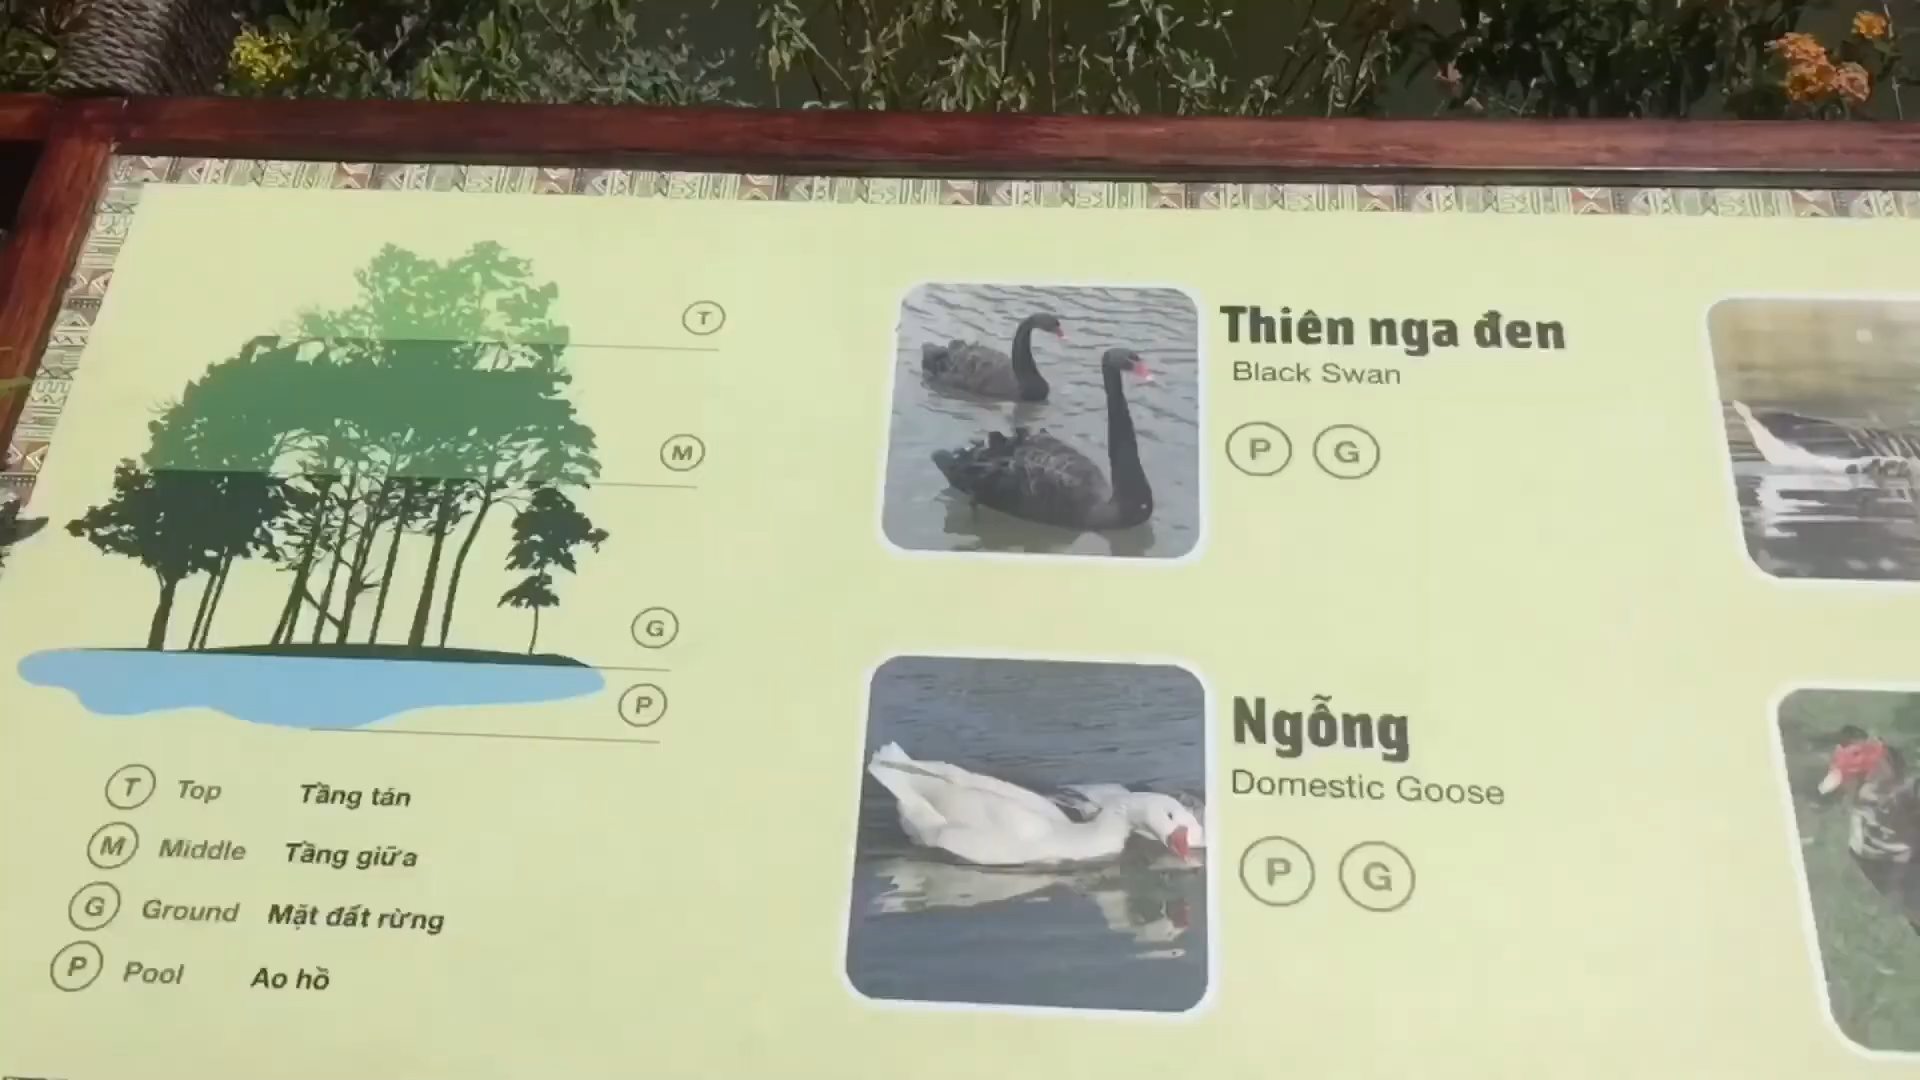 T
M
G
P
T Top Tầng tán
M Middle Tầng giữa
G Ground Mặt đất rừng
P Pool Ao hồ
Thiên nga đen
Black Swan
P G
Ngỗng
Domestic Goose
P G